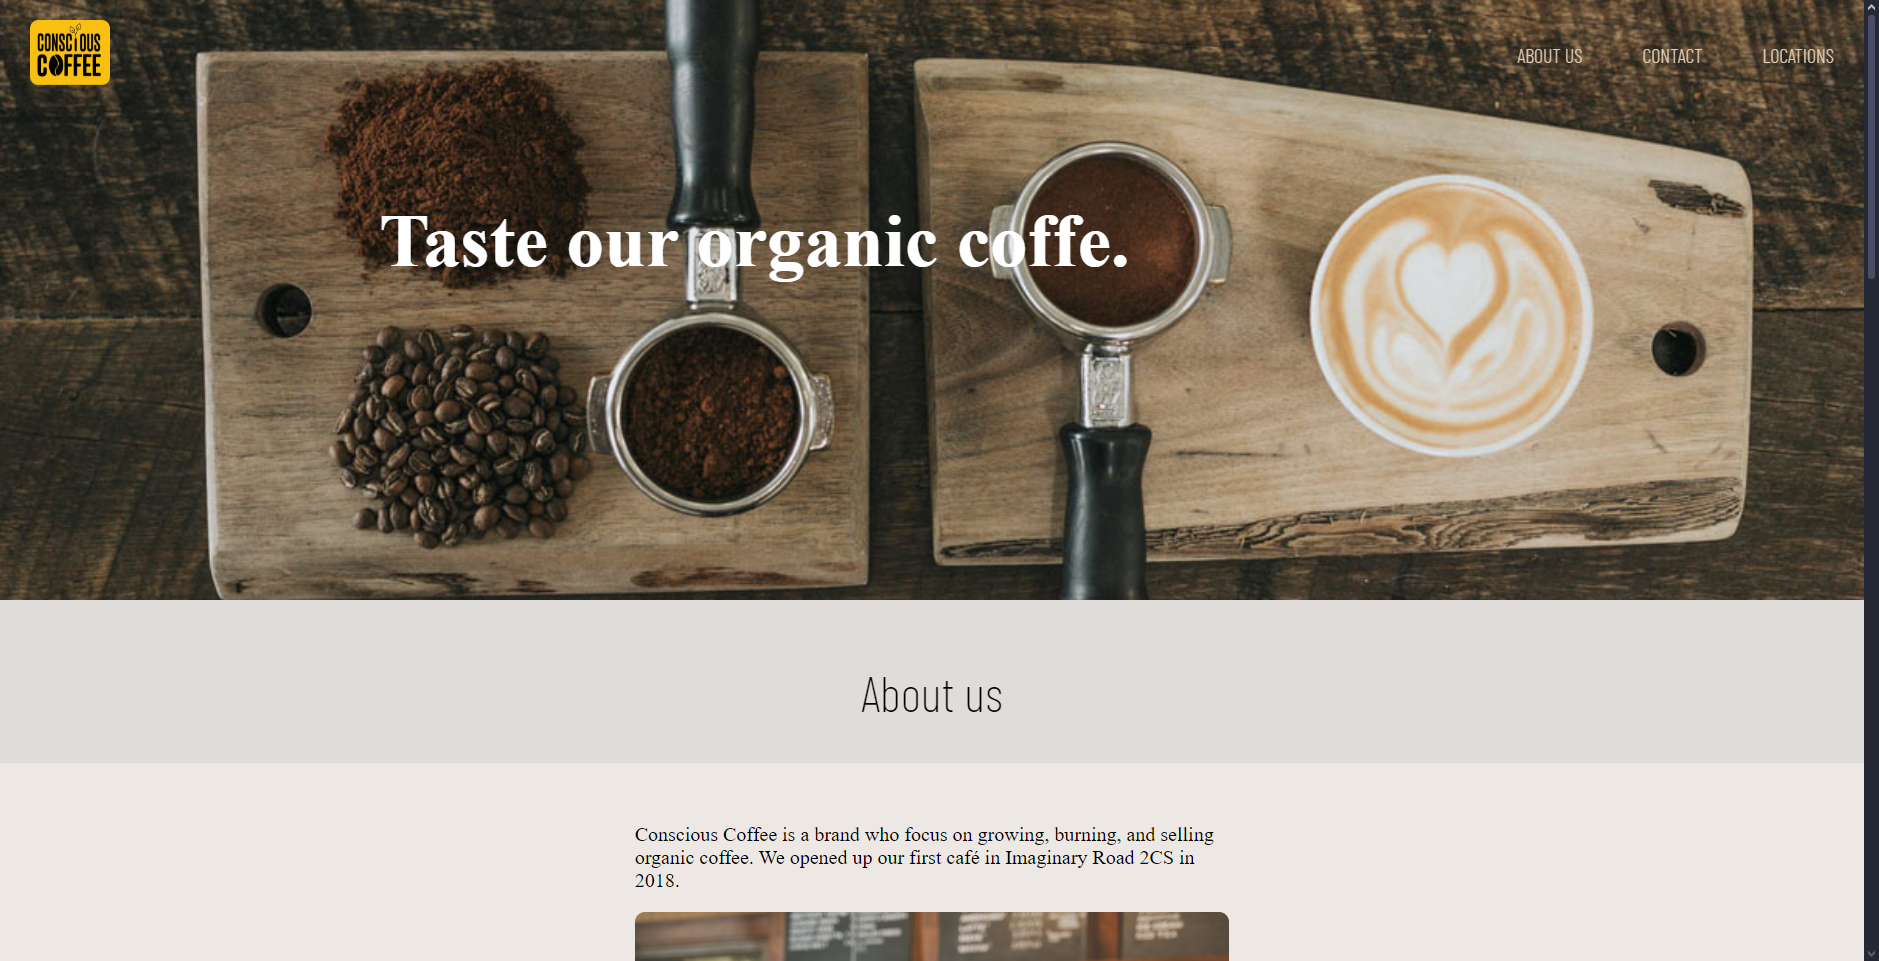 CONSCIOUS
COFFEE
ABOUT US
CONTACT
LOCATIONS
Taste our organic coffe.
About us
Conscious Coffee is a brand who focus on growing, burning, and selling
organic coffee. We opened up our first café in Imaginary Road 2CS in
2018.